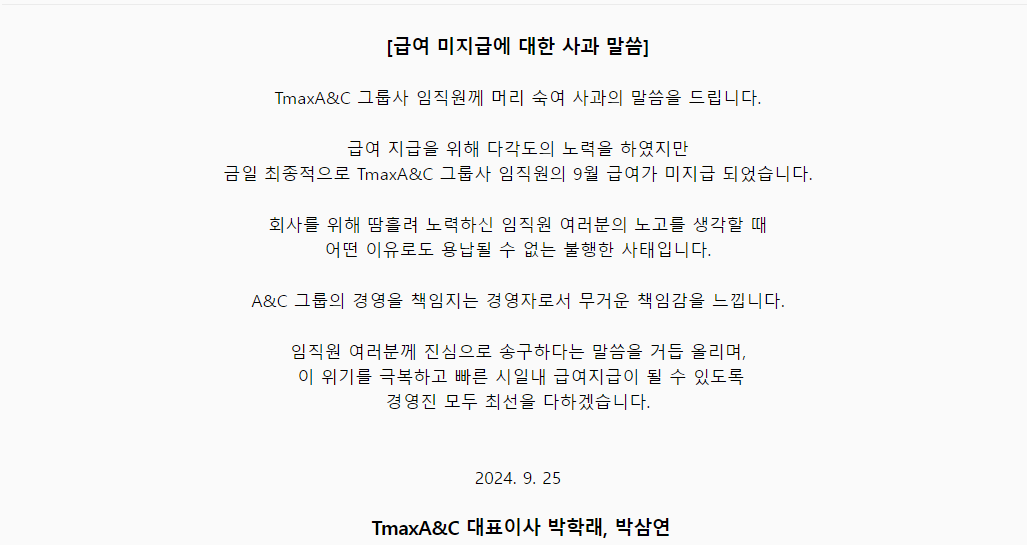 [급여 미지급에 대한 사과 말씀]
TmaxA&C 그룹사 임직원께 머리 숙여 사과의 말씀을 드립니다.
급여 지급을 위해 다각도의 노력을 하였지만
금일 최종적으로 TmaxA&C 그룹사 임직원의 9월 급여가 미지급 되었습니다.
회사를 위해 땀흘려 노력하신 임직원 여러분의 노고를 생각할 때
어떤 이유로도 용납될 수 없는 불행한 사태입니다.
A&C 그룹의 경영을 책임지는 경영자로서 무거운 책임감을 느낍니다.
임직원 여러분께 진심으로 송구하다는 말씀을 거듭 올리며,
이 위기를 극복하고 빠른 시일내 급여지급이 될 수 있도록
경영진 모두 최선을 다하겠습니다.
2024. 9. 25
TmaxA&C 대표이사 박학래, 박삼연